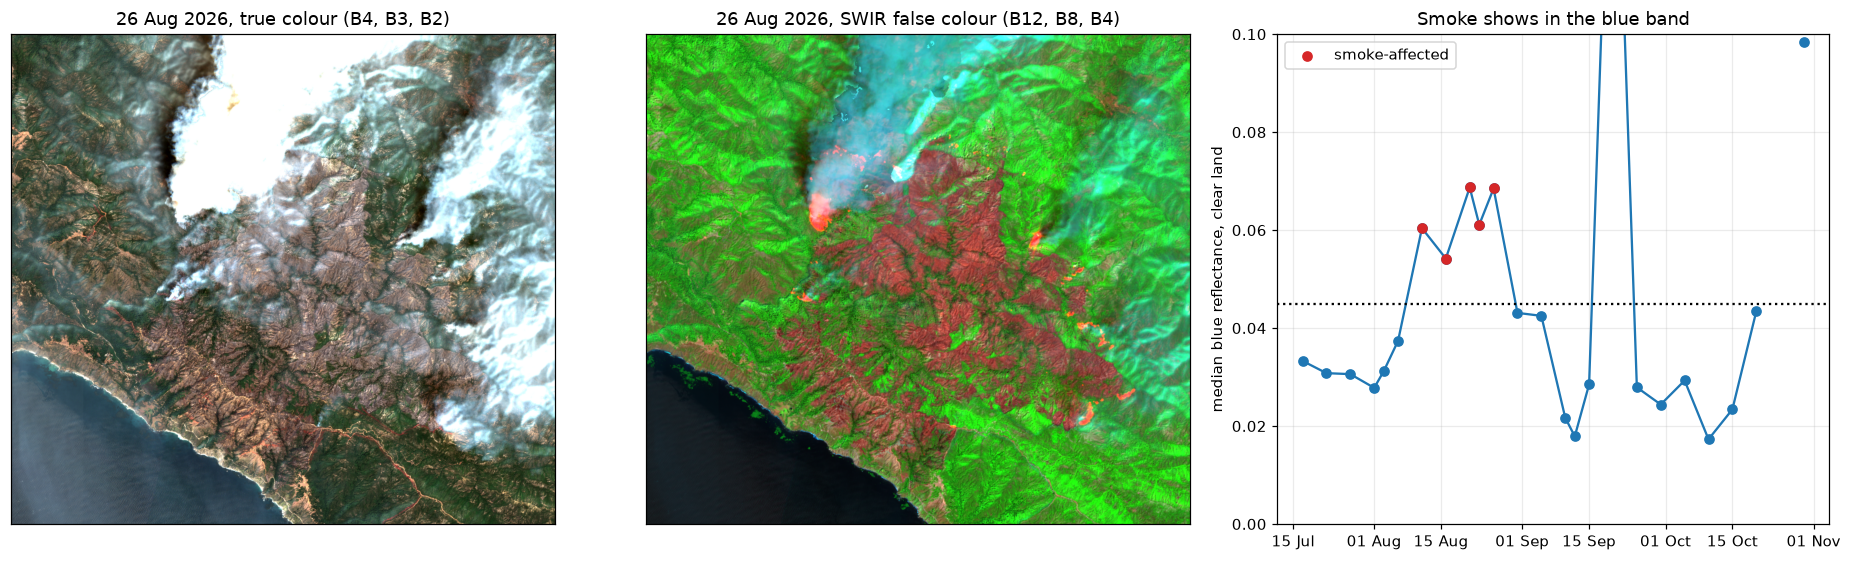 26 Aug 2026, true colour (B4, B3, B2)
26 Aug 2026, SWIR false colour (B12, B8, B4)
Smoke shows in the blue band
smoke-affected
median blue reflectance, clear land
0.10
0.08
0.06
0.04
0.02
0.00
15 Jul 01 Aug 15 Aug 01 Sep 15 Sep 01 Oct 15 Oct 01 Nov